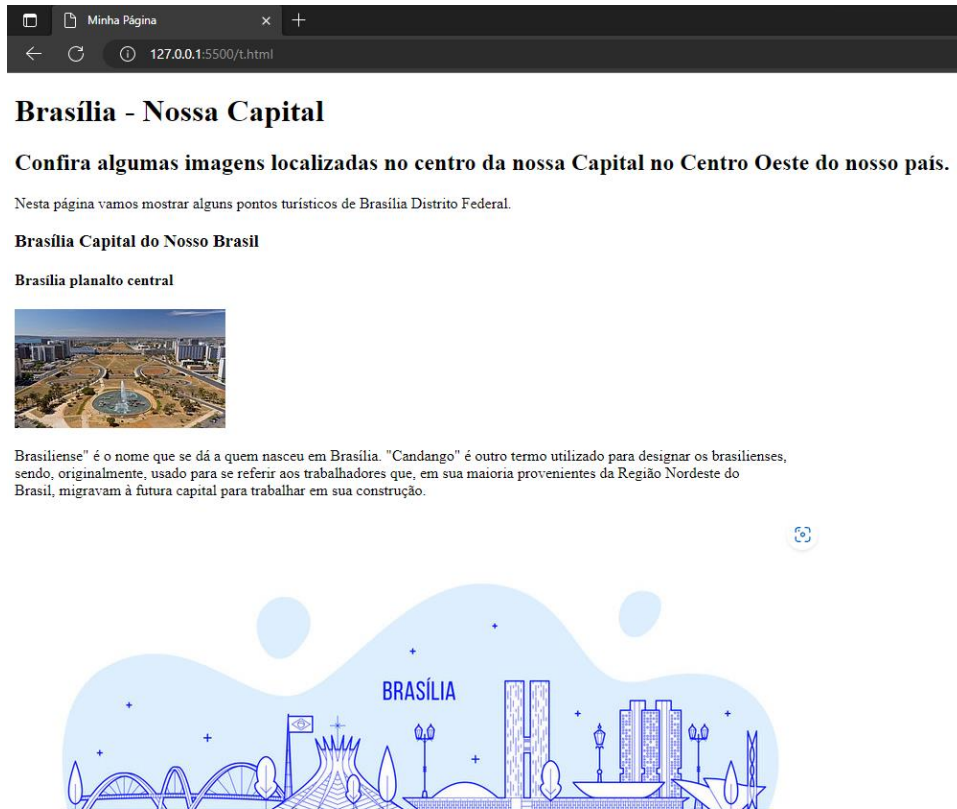 Minha Página
127.0.0.1:5500/t.html
Brasília - Nossa Capital
Confira algumas imagens localizadas no centro da nossa Capital no Centro Oeste do nosso país.
Nesta página vamos mostrar alguns pontos turísticos de Brasília Distrito Federal.
Brasília Capital do Nosso Brasil
Brasília planalto central
Brasiliense" é o nome que se dá a quem nasceu em Brasília. "Candango" é outro termo utilizado para designar os brasilienses,
sendo, originalmente, usado para se referir aos trabalhadores que, em sua maioria provenientes da Região Nordeste do
Brasil, migravam à futura capital para trabalhar em sua construção.
BRASÍLIA